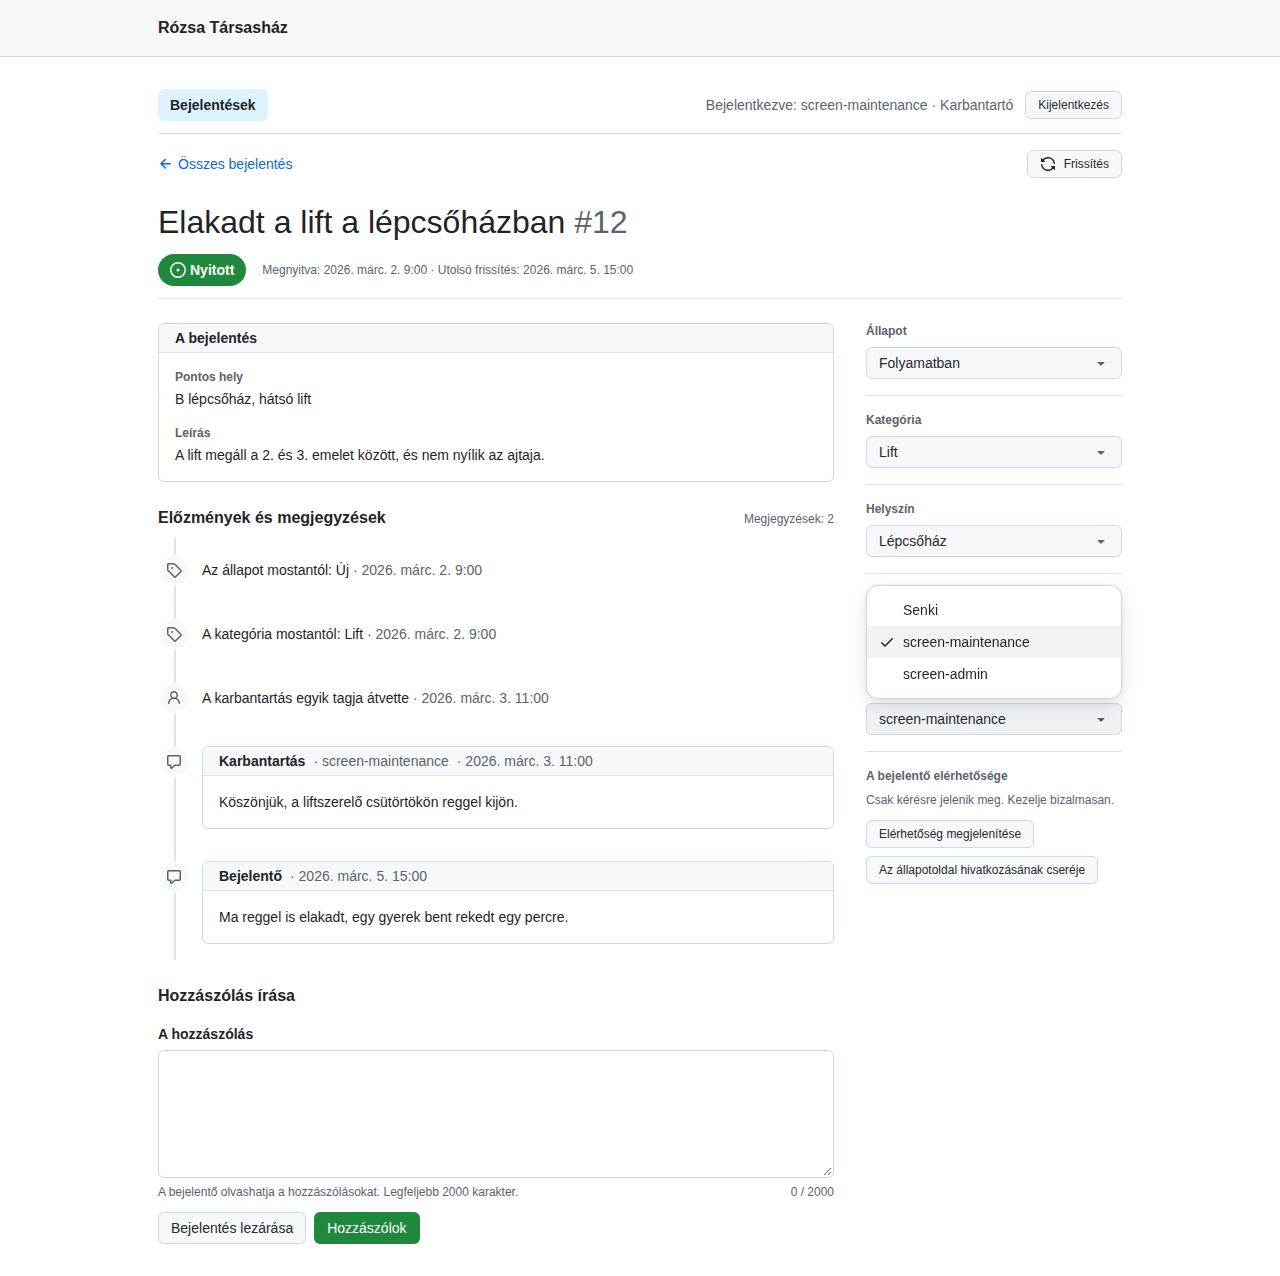 Rózsa Társasház
Bejelentések
Bejelentkezve: screen-maintenance · Karbantartó
Kijelentkezés
Összes bejelentés
Frissítés
Elakadt a lift a lépcsőházban #12
Nyitott
Megnyitva: 2026. márc. 2. 9:00 · Utolsó frissítés: 2026. márc. 5. 15:00
A bejelentés
Pontos hely
B lépcsőház, hátsó lift
Leírás
A lift megáll a 2. és 3. emelet között, és nem nyílik az ajtaja.
Előzmények és megjegyzések
Megjegyzések: 2
Az állapot mostantól: Új · 2026. márc. 2. 9:00
A kategória mostantól: Lift · 2026. márc. 2. 9:00
A karbantartás egyik tagja átvette · 2026. márc. 3. 11:00
Karbantartás · screen-maintenance · 2026. márc. 3. 11:00
Köszönjük, a liftszerelő csütörtökön reggel kijön.
Bejelentő · 2026. márc. 5. 15:00
Ma reggel is elakadt, egy gyerek bent rekedt egy percre.
Hozzászólás írása
A hozzászólás
A bejelentő olvashatja a hozzászólásokat. Legfeljebb 2000 karakter.
0 / 2000
Bejelentés lezárása
Hozzászólok
Állapot
Folyamatban
Kategória
Lift
Helyszín
Lépcsőház
Senki
screen-maintenance
screen-admin
screen-maintenance
A bejelentő elérhetősége
Csak kérésre jelenik meg. Kezelje bizalmasan.
Elérhetőség megjelenítése
Az állapotoldal hivatkozásának cseréje